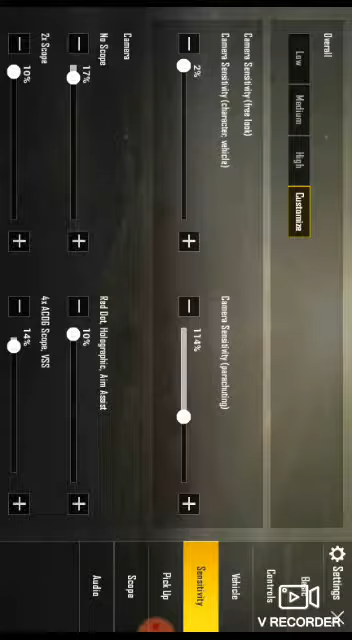 Overall
Low
Medium
High
Customize
Camera Sensitivity (free look)
Camera Sensitivity (character, vehicle)
2%
Camera Sensitivity (parachuting)
114%
Camera
No Scope
17%
Red Dot, Holographic, Aim Assist
10%
2x Scope
10%
4x ACOG Scope, VSS
14%
Settings
Controls
Vehicle
Sensitivity
Pick Up
Scope
Audio
V RECORDER